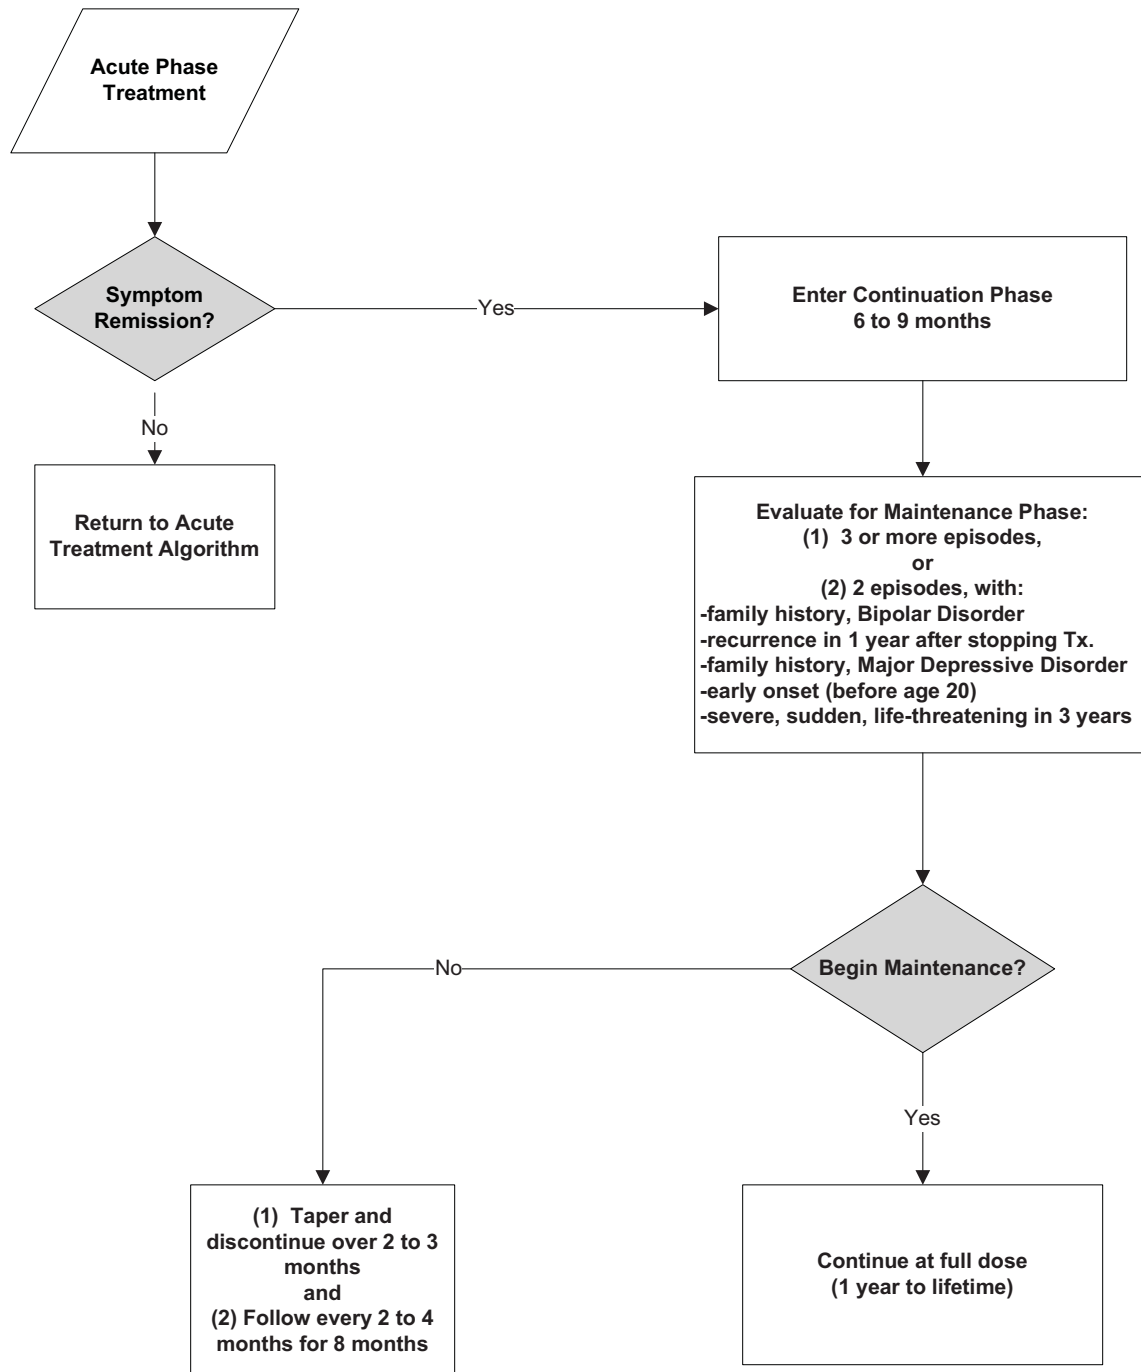 Acute Phase
Treatment
Symptom
Remission?
Yes
Enter Continuation Phase
6 to 9 months
No
Return to Acute
Treatment Algorithm
Evaluate for Maintenance Phase:
(1) 3 or more episodes,
or
(2) 2 episodes, with:
-family history, Bipolar Disorder
-recurrence in 1 year after stopping Tx.
-family history, Major Depressive Disorder
-early onset (before age 20)
-severe, sudden, life-threatening in 3 years
Begin Maintenance?
No
Yes
(1) Taper and
discontinue over 2 to 3
months
and
(2) Follow every 2 to 4
months for 8 months
Continue at full dose
(1 year to lifetime)